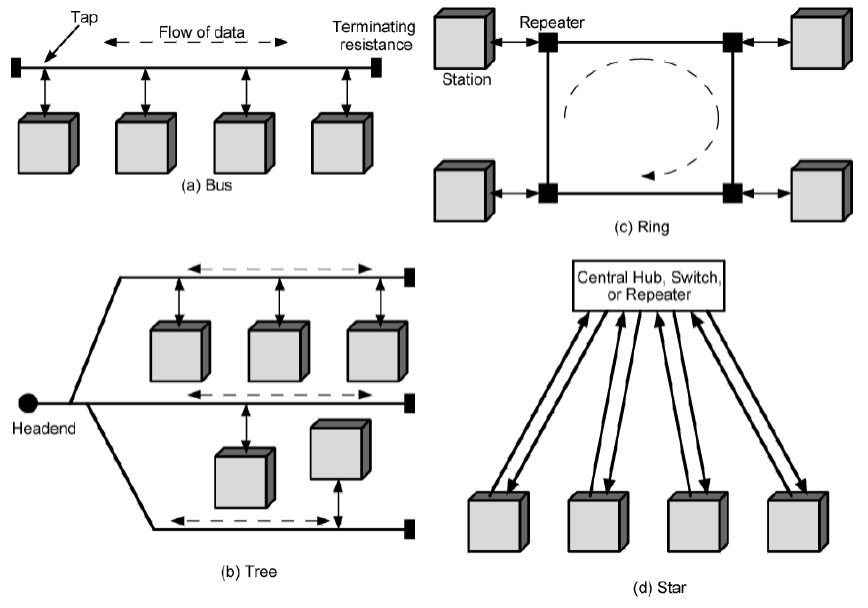 Tap
Flow of data
Terminating
resistance
(a) Bus
Repeater
Station
(c) Ring
Headend
(b) Tree
Central Hub, Switch,
or Repeater
(d) Star